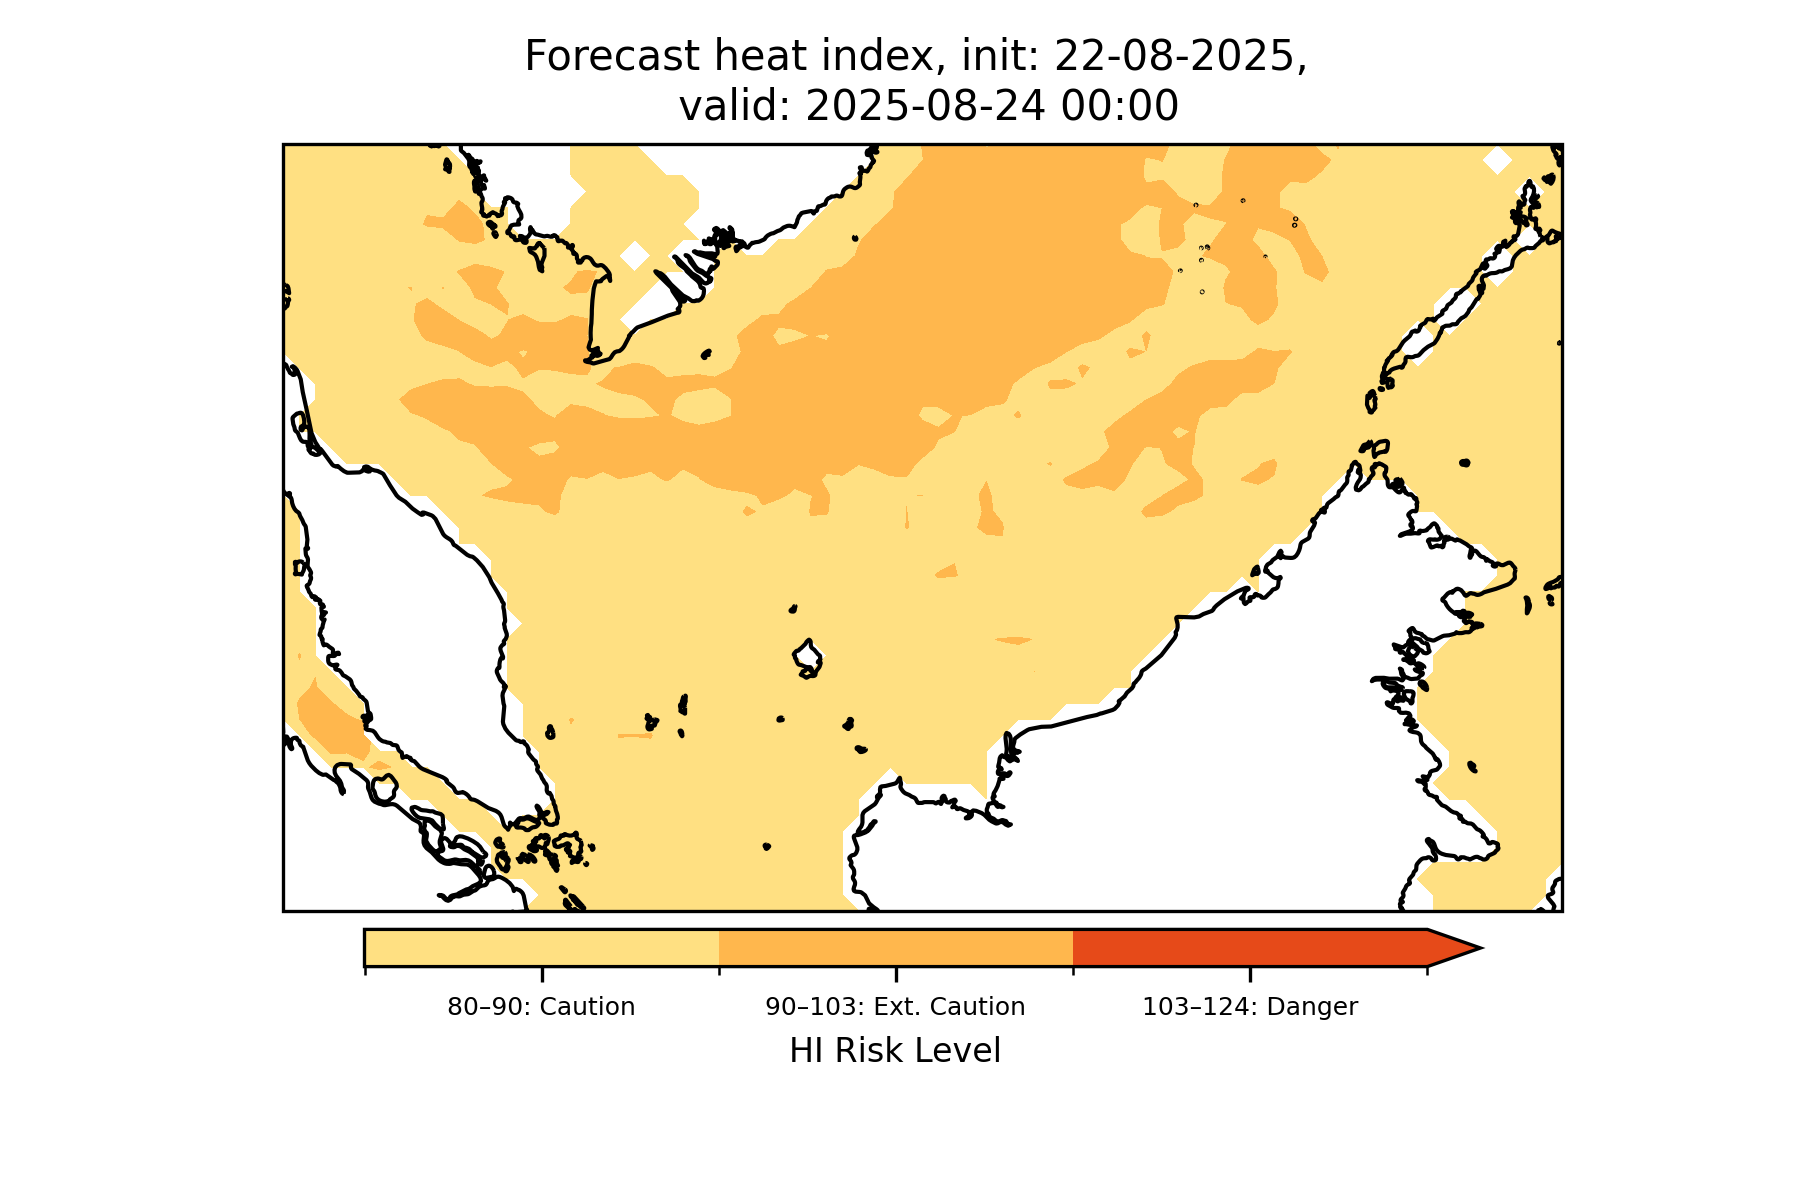 Forecast heat index, init: 22-08-2025,
valid: 2025-08-24 00:00
80–90: Caution
90–103: Ext. Caution
103–124: Danger
HI Risk Level